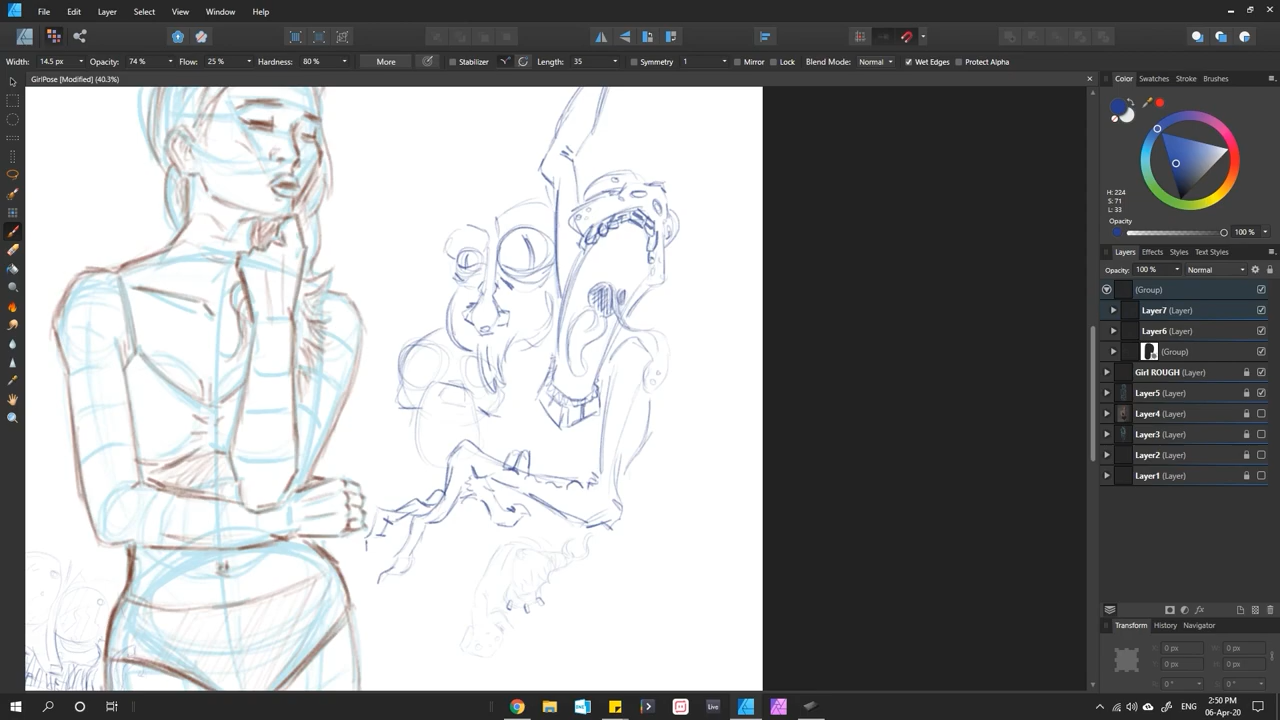 File Edit Layer Select View Window Help
Width: 14.5 px Opacity: 74 % Flow: 25 % Hardness: 80 % More Stabilizer Length: 35 Symmetry 1 Mirror Lock Blend Mode: Normal Wet Edges Protect Alpha
GirlPose [Modified] (40.3%)
Color Swatches Stroke Brushes
H: 224
S: 71
L: 33
Opacity
100 %
Layers Effects Styles Text Styles
Opacity: 100 % Normal
(Group)
Layer7 (Layer)
Layer6 (Layer)
(Group)
Girl ROUGH (Layer)
Layer5 (Layer)
Layer4 (Layer)
Layer3 (Layer)
Layer2 (Layer)
Layer1 (Layer)
fx
Transform History Navigator
X: 0 px W: 0 px
Y: 0 px H: 0 px
R: 0 ° S: 0 °
Live
ENG
2:50 PM
06-Apr-20